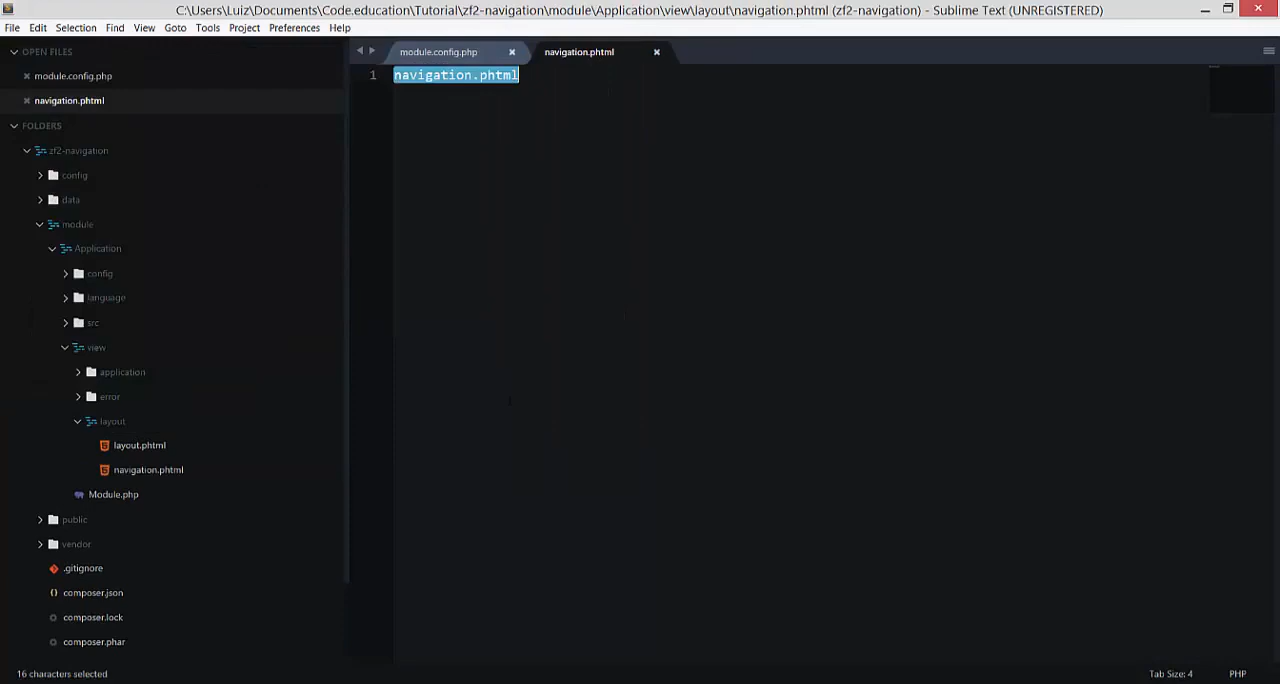 C:\Users\Luiz\Documents\Code.education\Tutorial\zf2-navigation\module\Application\view\layout\navigation.phtml (zf2-navigation) - Sublime Text (UNREGISTERED)
File Edit Selection Find View Goto Tools Project Preferences Help
OPEN FILES
module.config.php
navigation.phtml
FOLDERS
zf2-navigation
config
data
module
Application
config
language
src
view
application
error
layout
layout.phtml
navigation.phtml
Module.php
public
vendor
.gitignore
composer.json
composer.lock
composer.phar
module.config.php navigation.phtml
1 navigation.phtml
16 characters selected Tab Size: 4 PHP